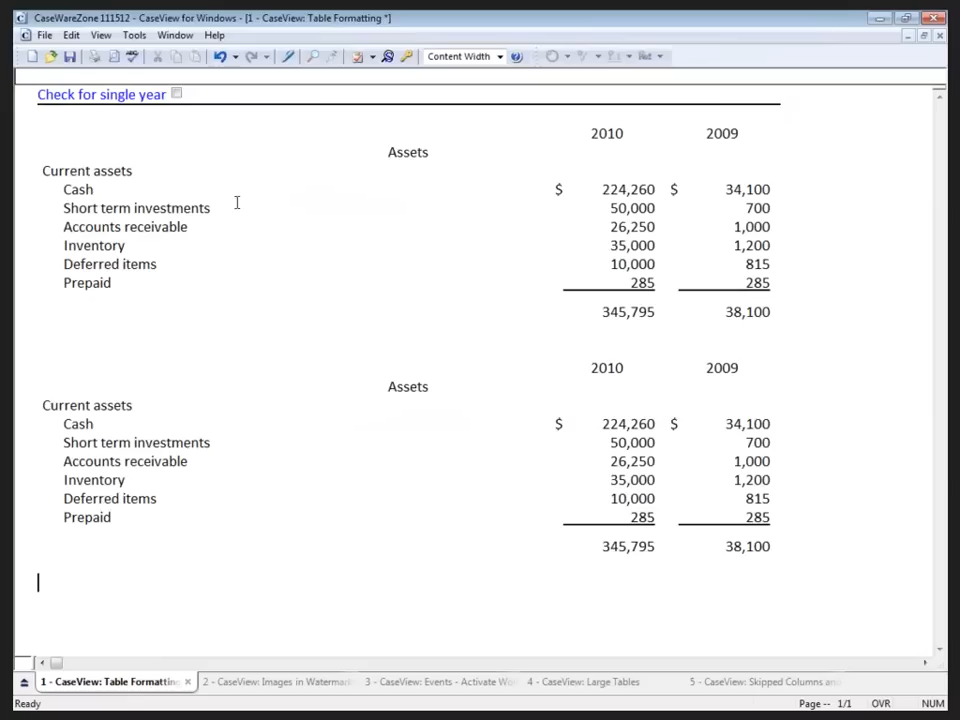 CaseWareZone 111512 - CaseView for Windows - [1 - CaseView: Table Formatting *]
File Edit View Tools Window Help
Content Width
Check for single year
2010 2009
Assets
Current assets
Cash $ 224,260 $ 34,100
Short term investments 50,000 700
Accounts receivable 26,250 1,000
Inventory 35,000 1,200
Deferred items 10,000 815
Prepaid 285 285
345,795 38,100
2010 2009
Assets
Current assets
Cash $ 224,260 $ 34,100
Short term investments 50,000 700
Accounts receivable 26,250 1,000
Inventory 35,000 1,200
Deferred items 10,000 815
Prepaid 285 285
345,795 38,100
1 - CaseView: Table Formattin 2 - CaseView: Images in Watermar 3 - CaseView: Events - Activate Wo 4 - CaseView: Large Tables 5 - CaseView: Skipped Columns an
Ready Page -- 1/1 OVR NUM